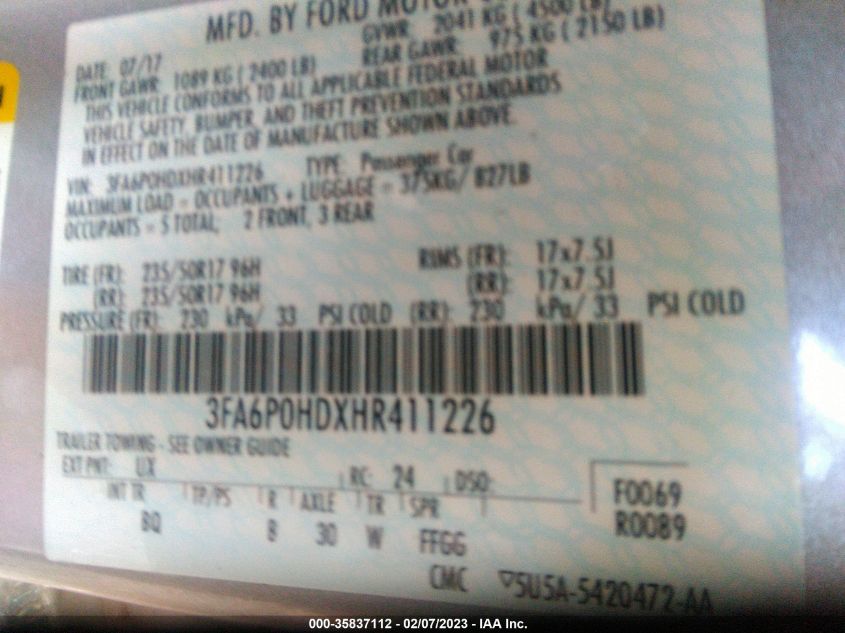 MFD. BY FORD MOTOR
DATE: 07/17 GVWR: 2041 KG ( 4500 LB)
FRONT GAWR: 1089 KG ( 2400 LB) REAR GAWR: 975 KG ( 2150 LB)
THIS VEHICLE CONFORMS TO ALL APPLICABLE FEDERAL MOTOR
VEHICLE SAFETY, BUMPER, AND THEFT PREVENTION STANDARDS
IN EFFECT ON THE DATE OF MANUFACTURE SHOWN ABOVE.
VIN: 3FA6P0HDXHR411226 TYPE: Passenger Car
MAXIMUM LOAD = OCCUPANTS + LUGGAGE = 375KG/ 827LB
OCCUPANTS = 5 TOTAL, 2 FRONT, 3 REAR
TIRE (FR): 235/50R17 96H RIMS (FR): 17x7.5J
(RR): 235/50R17 96H (RR): 17x7.5J
PRESSURE (FR): 230 kPa/ 33 PSI COLD (RR): 230 kPa/ 33 PSI COLD
3FA6P0HDXHR411226
TRAILER TOWING - SEE OWNER GUIDE
EXT PNT: UX RC: 24 DSO:
INT TR TP/PS R AXLE TR SPR F0069
BQ B 30 W FFGG R0089
CMC 5U5A-5420472-AA
000-35837112 - 02/07/2023 - IAA Inc.